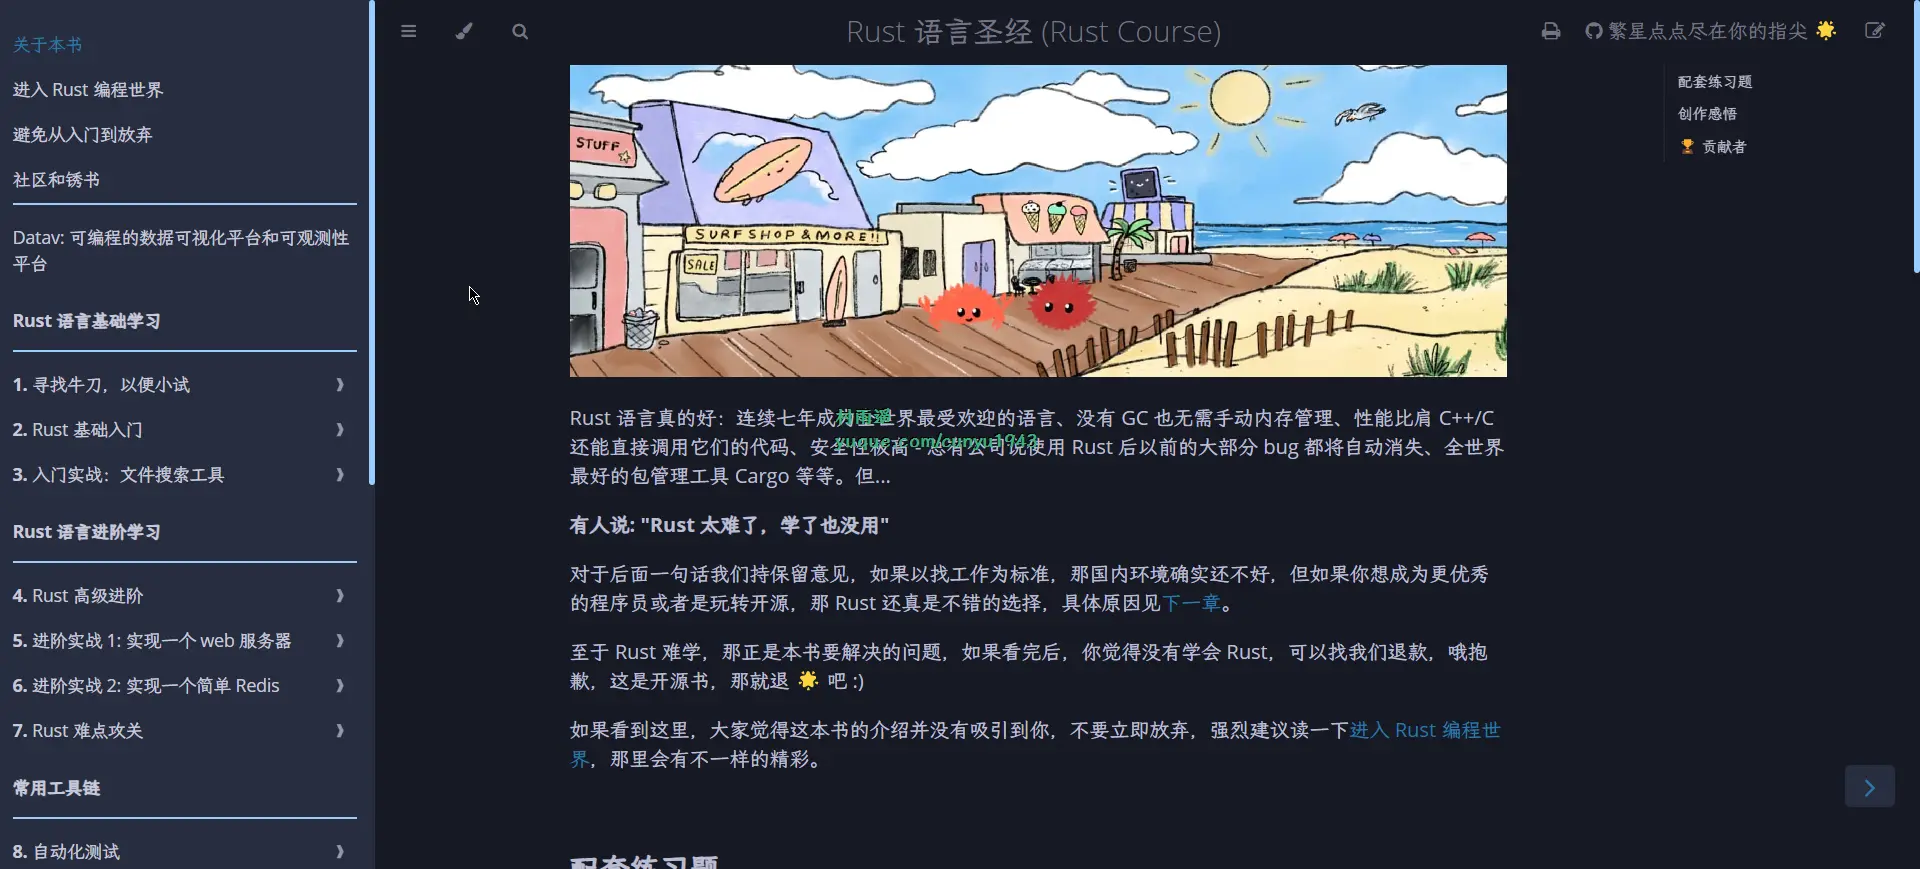 关于本书
进入 Rust 编程世界
避免从入门到放弃
社区和锈书
Datav: 可编程的数据可视化平台和可观测性
平台
Rust 语言基础学习
1. 寻找牛刀，以便小试
2. Rust 基础入门
3. 入门实战：文件搜索工具
Rust 语言进阶学习
4. Rust 高级进阶
5. 进阶实战 1: 实现一个 web 服务器
6. 进阶实战 2: 实现一个简单 Redis
7. Rust 难点攻关
常用工具链
8. 自动化测试
Rust 语言圣经 (Rust Course)
繁星点点尽在你的指尖 🌟
STUFF
SURF SHOP & MORE!!
SALE
Rust 语言真的好：连续七年成为全世界最受欢迎的语言、没有 GC 也无需手动内存管理、性能比肩 C++/C
还能直接调用它们的代码、安全性极高 - 总有公司说使用 Rust 后以前的大部分 bug 都将自动消失、全世界
最好的包管理工具 Cargo 等等。但...
村雨遥
yuque.com/cunyu1943
有人说: "Rust 太难了，学了也没用"
对于后面一句话我们持保留意见，如果以找工作为标准，那国内环境确实还不好，但如果你想成为更优秀
的程序员或者是玩转开源，那 Rust 还真是不错的选择，具体原因见下一章。
至于 Rust 难学，那正是本书要解决的问题，如果看完后，你觉得没有学会 Rust，可以找我们退款，哦抱
歉，这是开源书，那就退 🌟 吧 :)
如果看到这里，大家觉得这本书的介绍并没有吸引到你，不要立即放弃，强烈建议读一下进入 Rust 编程世
界，那里会有不一样的精彩。
配套练习题
配套练习题
创作感悟
🏆 贡献者